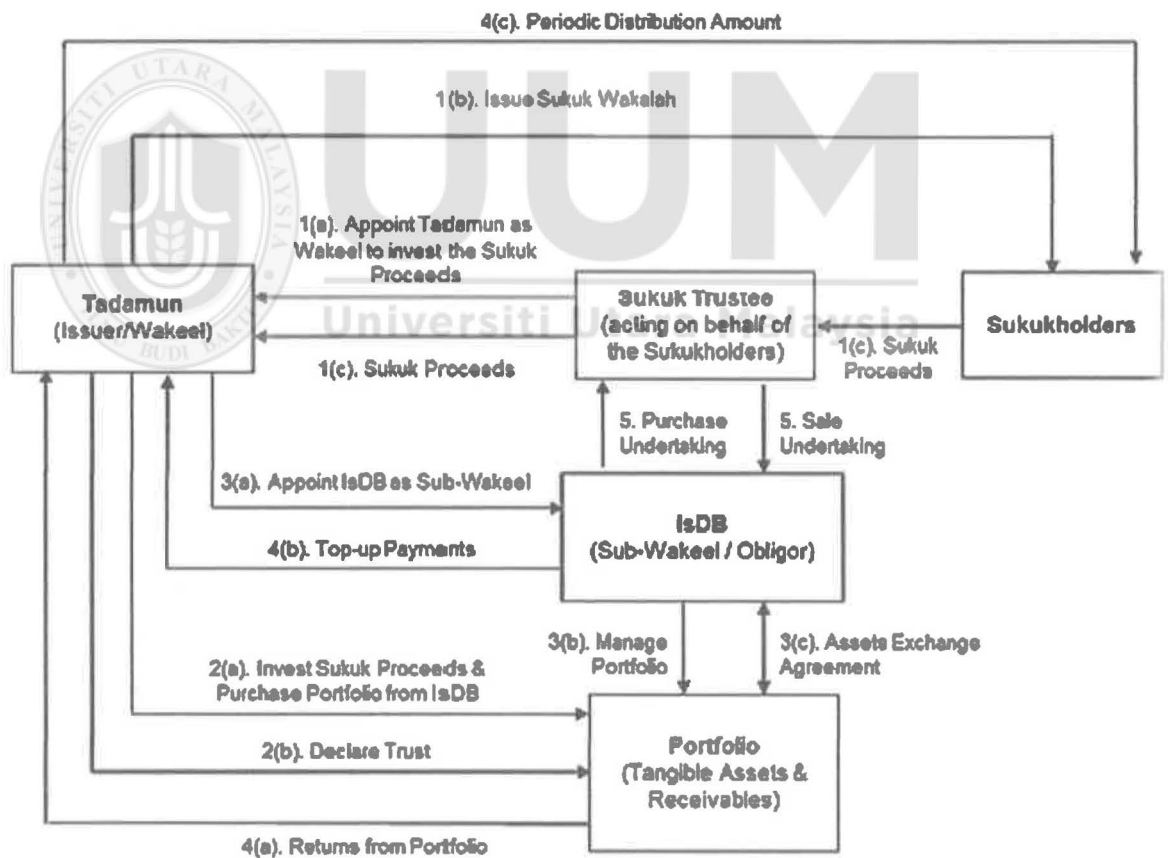 4(c). Periodic Distribution Amount
UNIVERSITI UTARA MALAYSIA
UUM
1(b). Issue Sukuk Wakalah
1(a). Appoint Tadamun as
Wakeel to invest the Sukuk
Proceeds
Tadamun
(Issuer/Wakeel)
Sukuk Trustee
(acting on behalf of
the Sukukholders)
Sukukholders
Universiti Utara Malaysia
BUDI BAKTI
1(c). Sukuk Proceeds
1(c). Sukuk
Proceeds
5. Purchase
Undertaking
5. Sale
Undertaking
3(a). Appoint IsDB as Sub-Wakeel
IsDB
(Sub-Wakeel / Obligor)
4(b). Top-up Payments
3(b). Manage
Portfolio
3(c). Assets Exchange
Agreement
2(a). Invest Sukuk Proceeds &
Purchase Portfolio from IsDB
2(b). Declare Trust
Portfolio
(Tangible Assets &
Receivables)
4(a). Returns from Portfolio